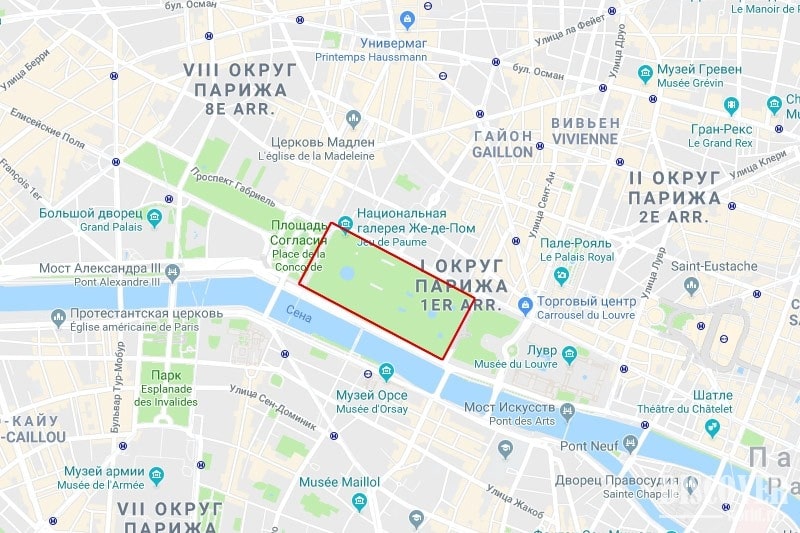 бул. Осман
Универмаг
Printemps Haussmann
Улица ла Фейет
Улица Друо
Le Manoir de P
бул. Осман
Улица Берри
VIII ОКРУГ
ПАРИЖА
8E ARR.
Музей Гревен
Musée Grévin
Елисейские Поля
Церковь Мадлен
L'église de la Madeleine
ГАЙОН
GAILLON
ВИВЬЕН
VIVIENNE
Гран-Рекс
Le Grand Rex
Ch
Musé
François 1er
Проспект Габриель
Улица Сент-Ан
Улица Клери
II ОКРУГ
ПАРИЖА
2E ARR.
Большой дворец
Grand Palais
Площадь
Согласия
Place de la
Concorde
Национальная
галерея Же-де-Пом
Jeu de Paume
Пале-Рояль
Le Palais Royal
Улица Лувр
Saint-Eustache
Мост Александра III
Pont Alexandre III
I ОКРУГ
ПАРИЖА
1ER ARR.
Торговый центр
Carrousel du Louvre
Протестантская церковь
Église américaine de Paris
Сена
Лувр
Musée du Louvre
Парк
Esplanade
des Invalides
Бульвар Тур-Мобур
Улица Сен-Доминик
Музей Орсе
Musée d'Orsay
Мост Искусств
Pont des Arts
Шатле
Théâtre du Châtelet
О-КАЙУ
-CAILLOU
Pont Neuf
Музей армии
Musée de l'Armée
Musée Maillol
Улица Жакоб
Дворец Правосудия
Sainte Chapelle
VII ОКРУГ
ПАРИЖА